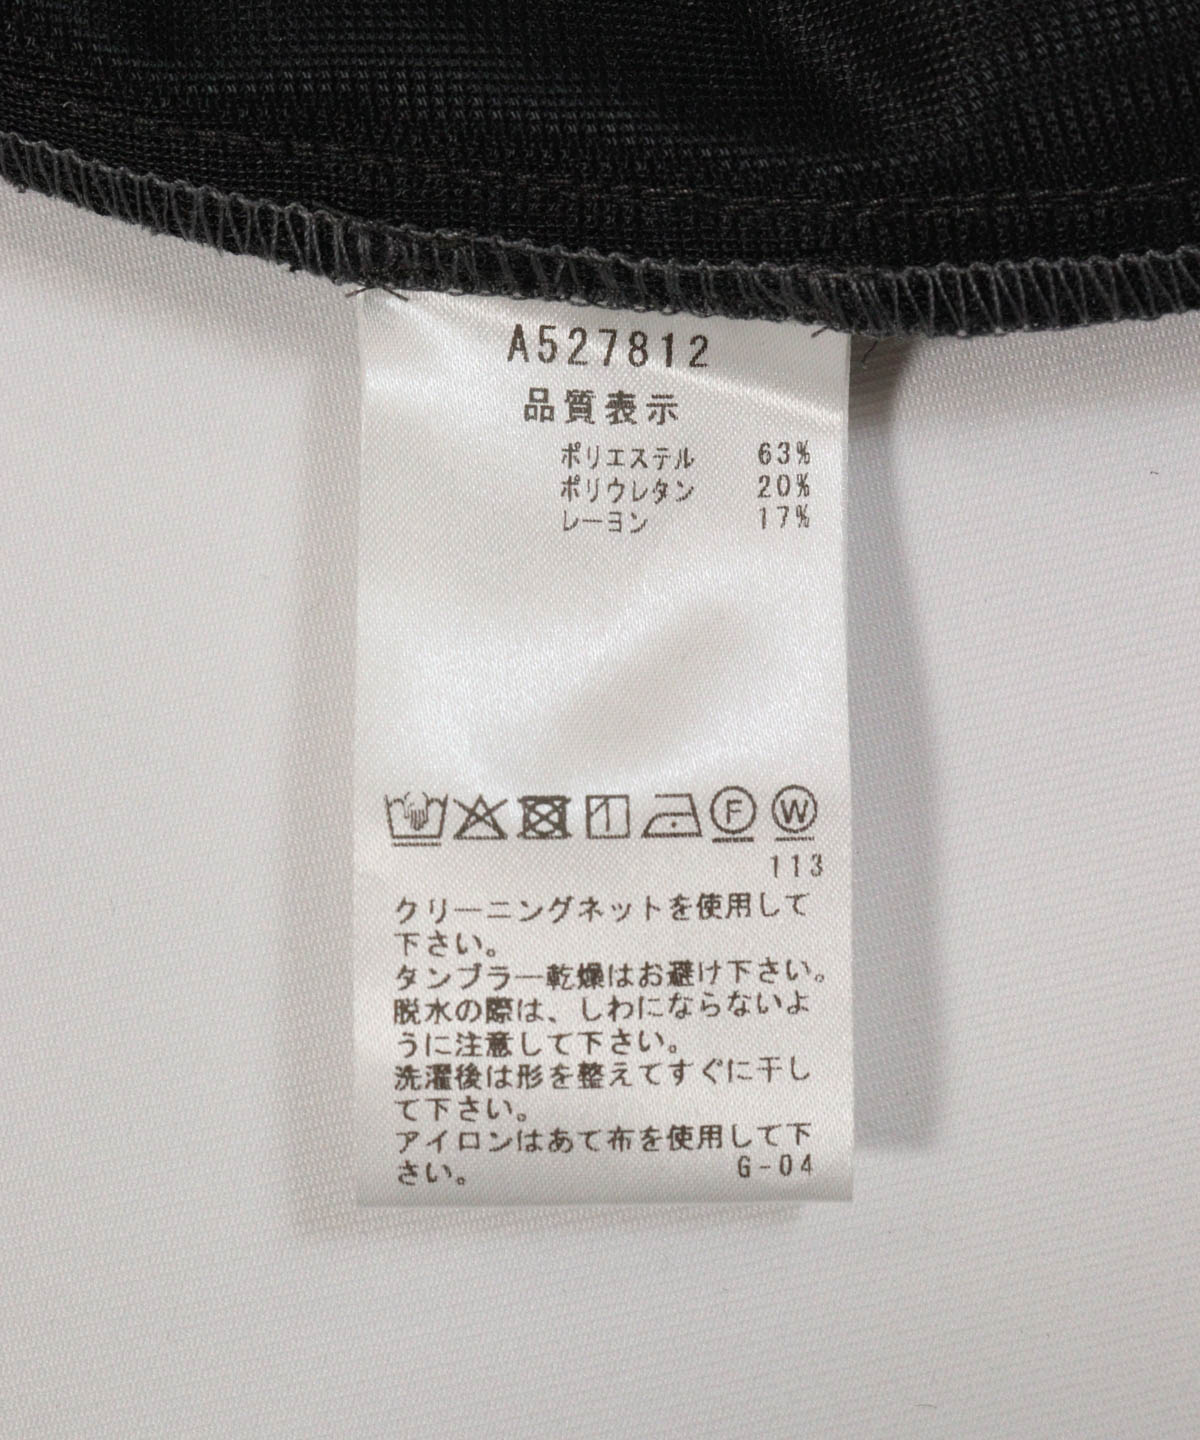 A527812
品質表示
ポリエステル 63%
ポリウレタン 20%
レーヨン 17%
F W
113
クリーニングネットを使用して
下さい。
タンブラー乾燥はお避け下さい。
脱水の際は、しわにならないよ
うに注意して下さい。
洗濯後は形を整えてすぐに干し
て下さい。
アイロンはあて布を使用して下
さい。
G-04